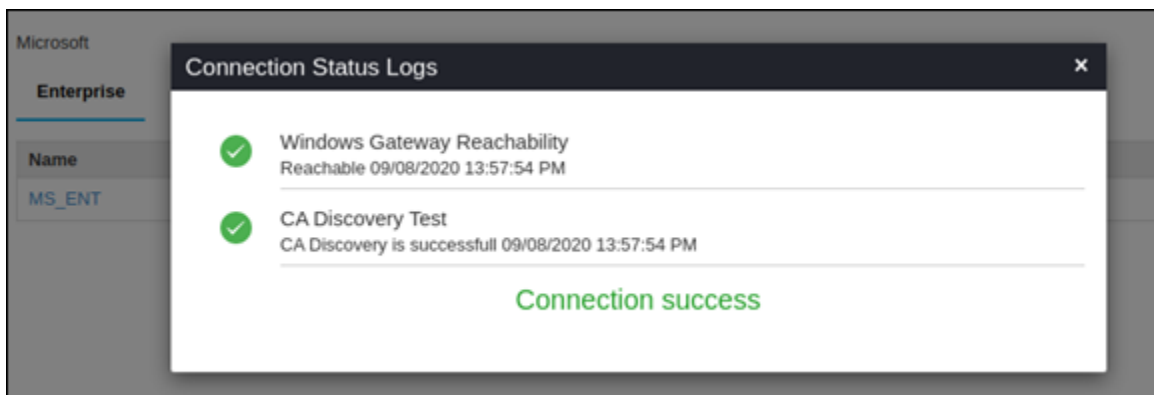 Microsoft
Enterprise
Name
MS_ENT
Connection Status Logs ×
Windows Gateway Reachability
Reachable 09/08/2020 13:57:54 PM
CA Discovery Test
CA Discovery is successfull 09/08/2020 13:57:54 PM
Connection success